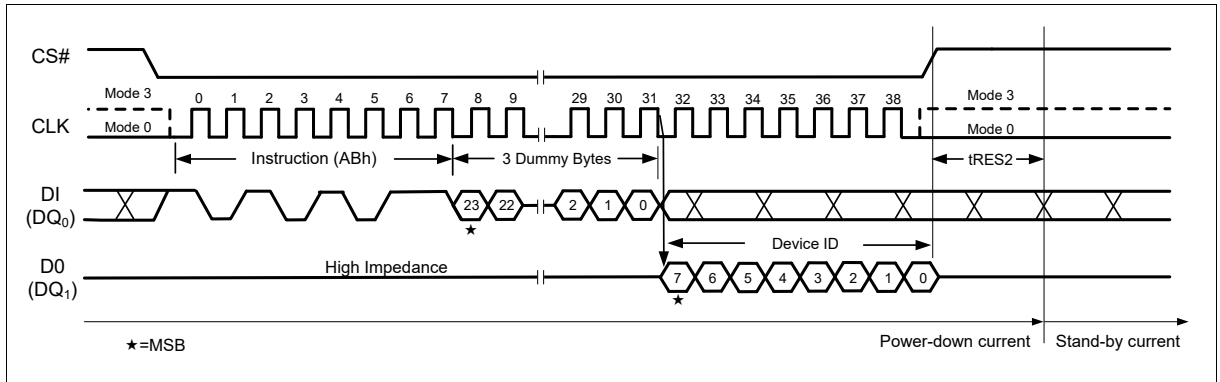 CS#
Mode 3
0 1 2 3 4 5 6 7 8 9 29 30 31 32 33 34 35 36 37 38
Mode 3
CLK
Mode 0
Mode 0
Instruction (ABh)
3 Dummy Bytes
tRES2
DI
(DQ0)
23 22 2 1 0
★
Device ID
D0
(DQ1)
High Impedance
7 6 5 4 3 2 1 0
★
★=MSB
Power-down current
Stand-by current